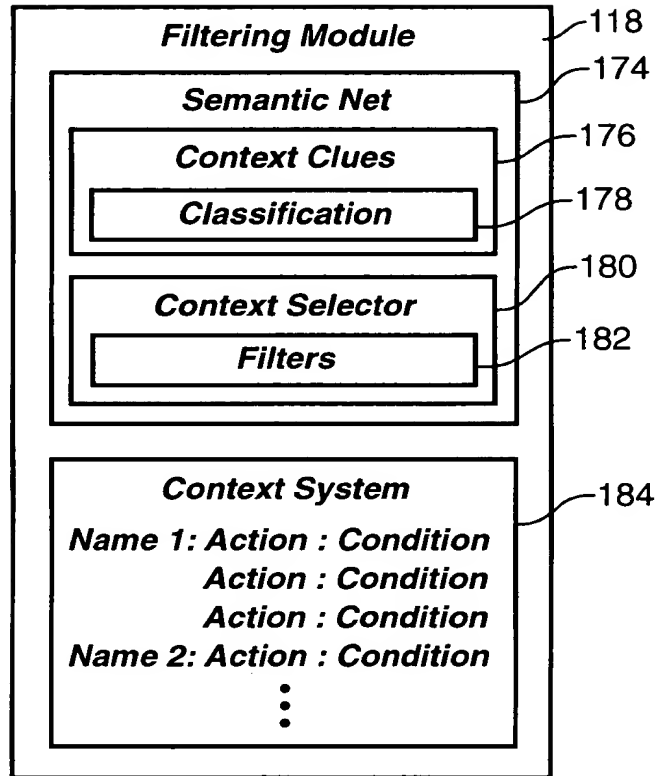 Filtering Module 118
Semantic Net 174
Context Clues 176
Classification 178
Context Selector 180
Filters 182
Context System 184
Name 1: Action : Condition
Action : Condition
Action : Condition
Name 2: Action : Condition